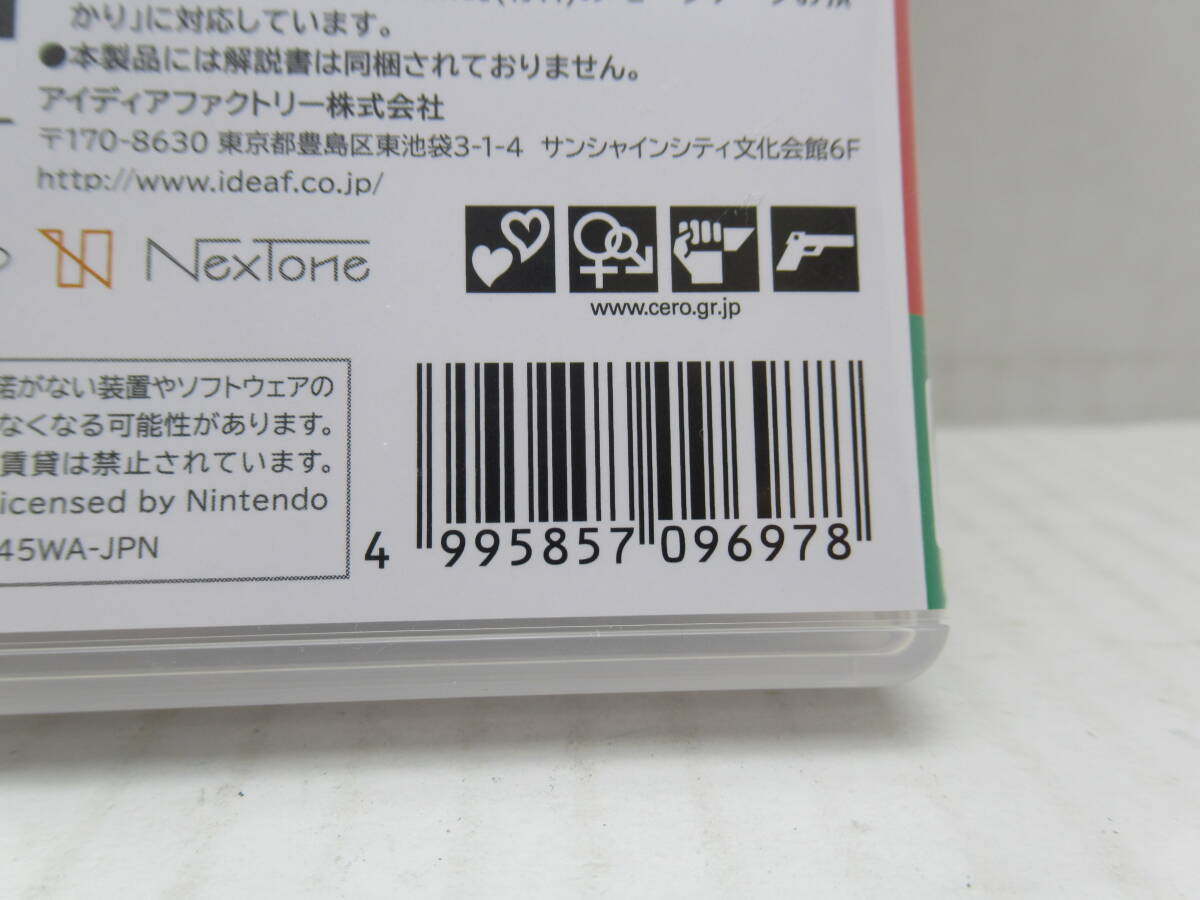 かり」に対応しています。
●本製品には解説書は同梱されておりません。
アイディアファクトリー株式会社
〒170-8630 東京都豊島区東池袋3-1-4 サンシャインシティ文化会館6F
http://www.ideaf.co.jp/
NexTone
www.cero.gr.jp
がない装置やソフトウェアの
なくなる可能性があります。
賃貸は禁止されています。
icensed by Nintendo
45WA-JPN
4 995857 096978